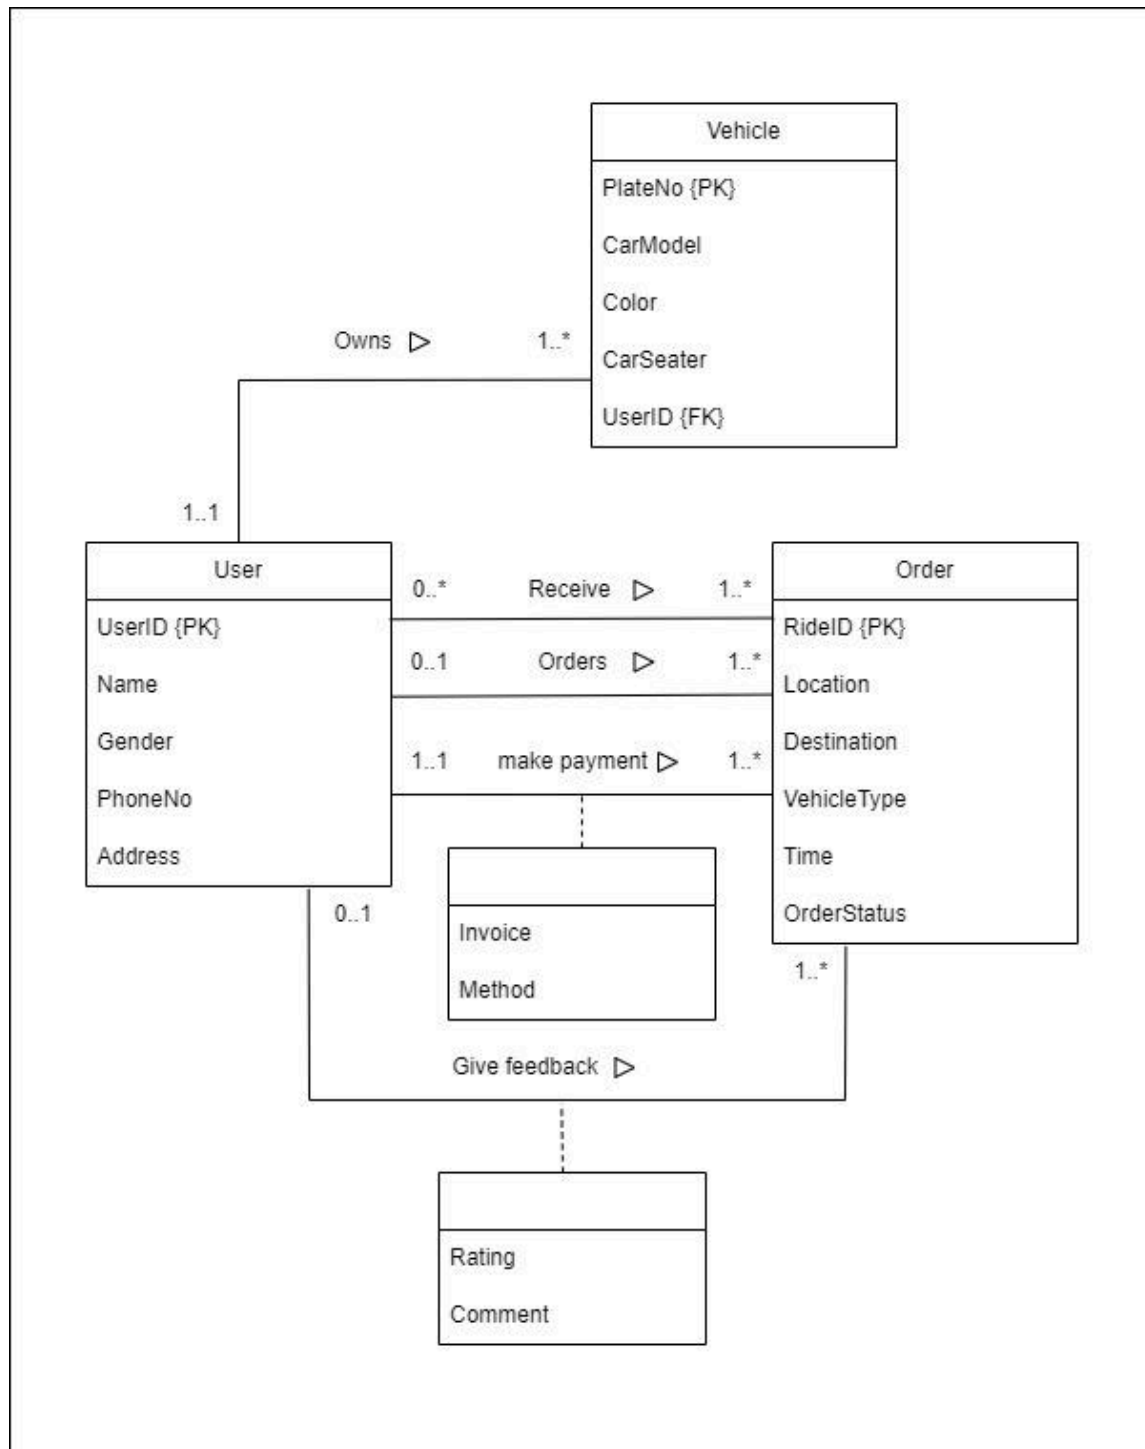 Vehicle
PlateNo {PK}
CarModel
Color
CarSeater
UserID {FK}
Owns
1..*
1..1
User
UserID {PK}
Name
Gender
PhoneNo
Address
0..* Receive 1..*
0..1 Orders 1..*
1..1 make payment 1..*
Order
RideID {PK}
Location
Destination
VehicleType
Time
OrderStatus
Invoice
Method
0..1
1..*
Give feedback
Rating
Comment